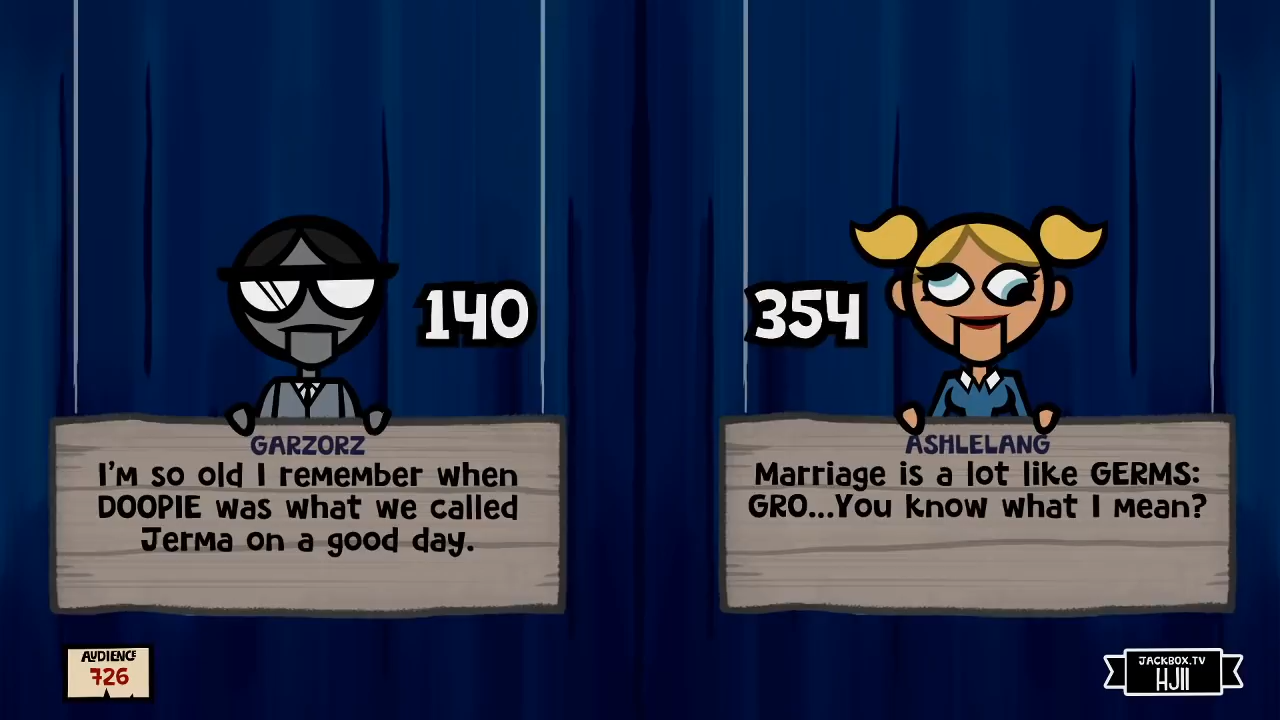 140
354
GARZORZ
I'm so old I remember when
DOOPIE was what we called
Jerma on a good day.
ASHLELANG
Marriage is a lot like GERMS:
GRO...You know what I mean?
AUDIENCE
726
JACKBOX.TV
HJII